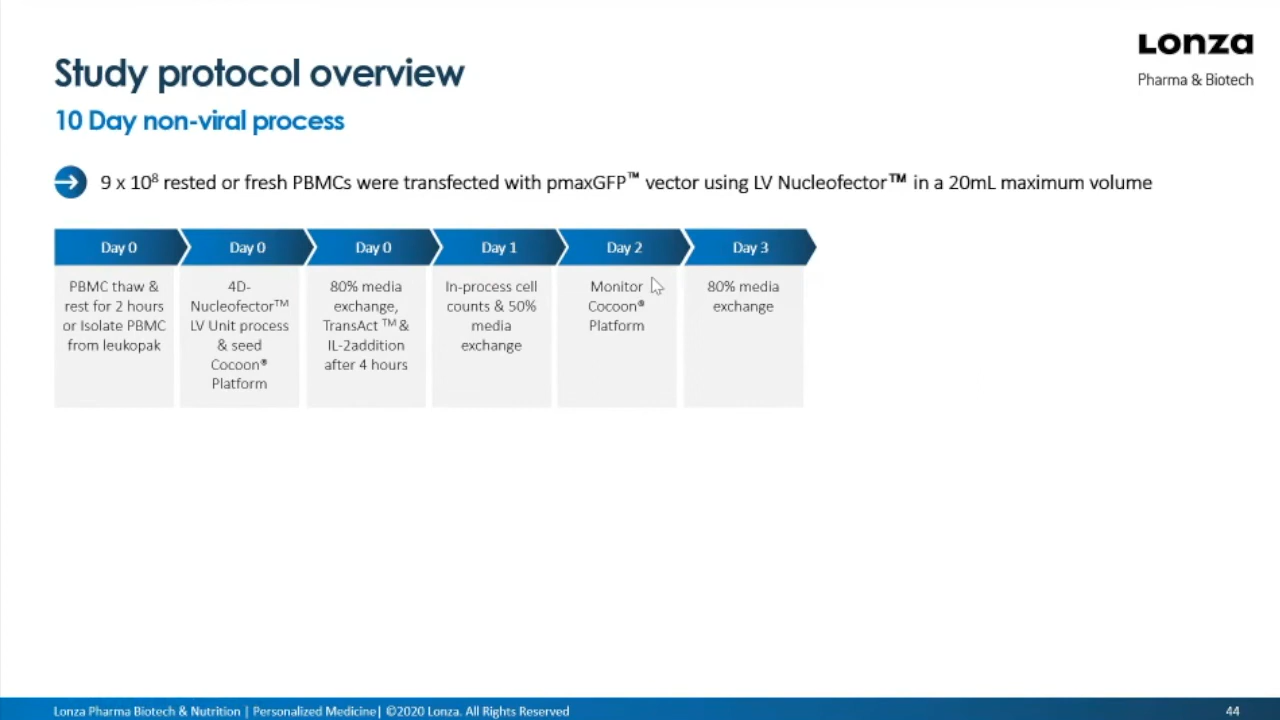 Lonza
Pharma & Biotech
Study protocol overview
10 Day non-viral process
9 x 10⁸ rested or fresh PBMCs were transfected with pmaxGFP™ vector using LV Nucleofector™ in a 20mL maximum volume
Day 0
Day 0
Day 0
Day 1
Day 2
Day 3
PBMC thaw &
rest for 2 hours
or Isolate PBMC
from leukopak
4D-
Nucleofector™
LV Unit process
& seed
Cocoon®
Platform
80% media
exchange,
TransAct ™ &
IL-2addition
after 4 hours
In-process cell
counts & 50%
media
exchange
Monitor
Cocoon®
Platform
80% media
exchange
Lonza Pharma Biotech & Nutrition | Personalized Medicine| ©2020 Lonza. All Rights Reserved
44